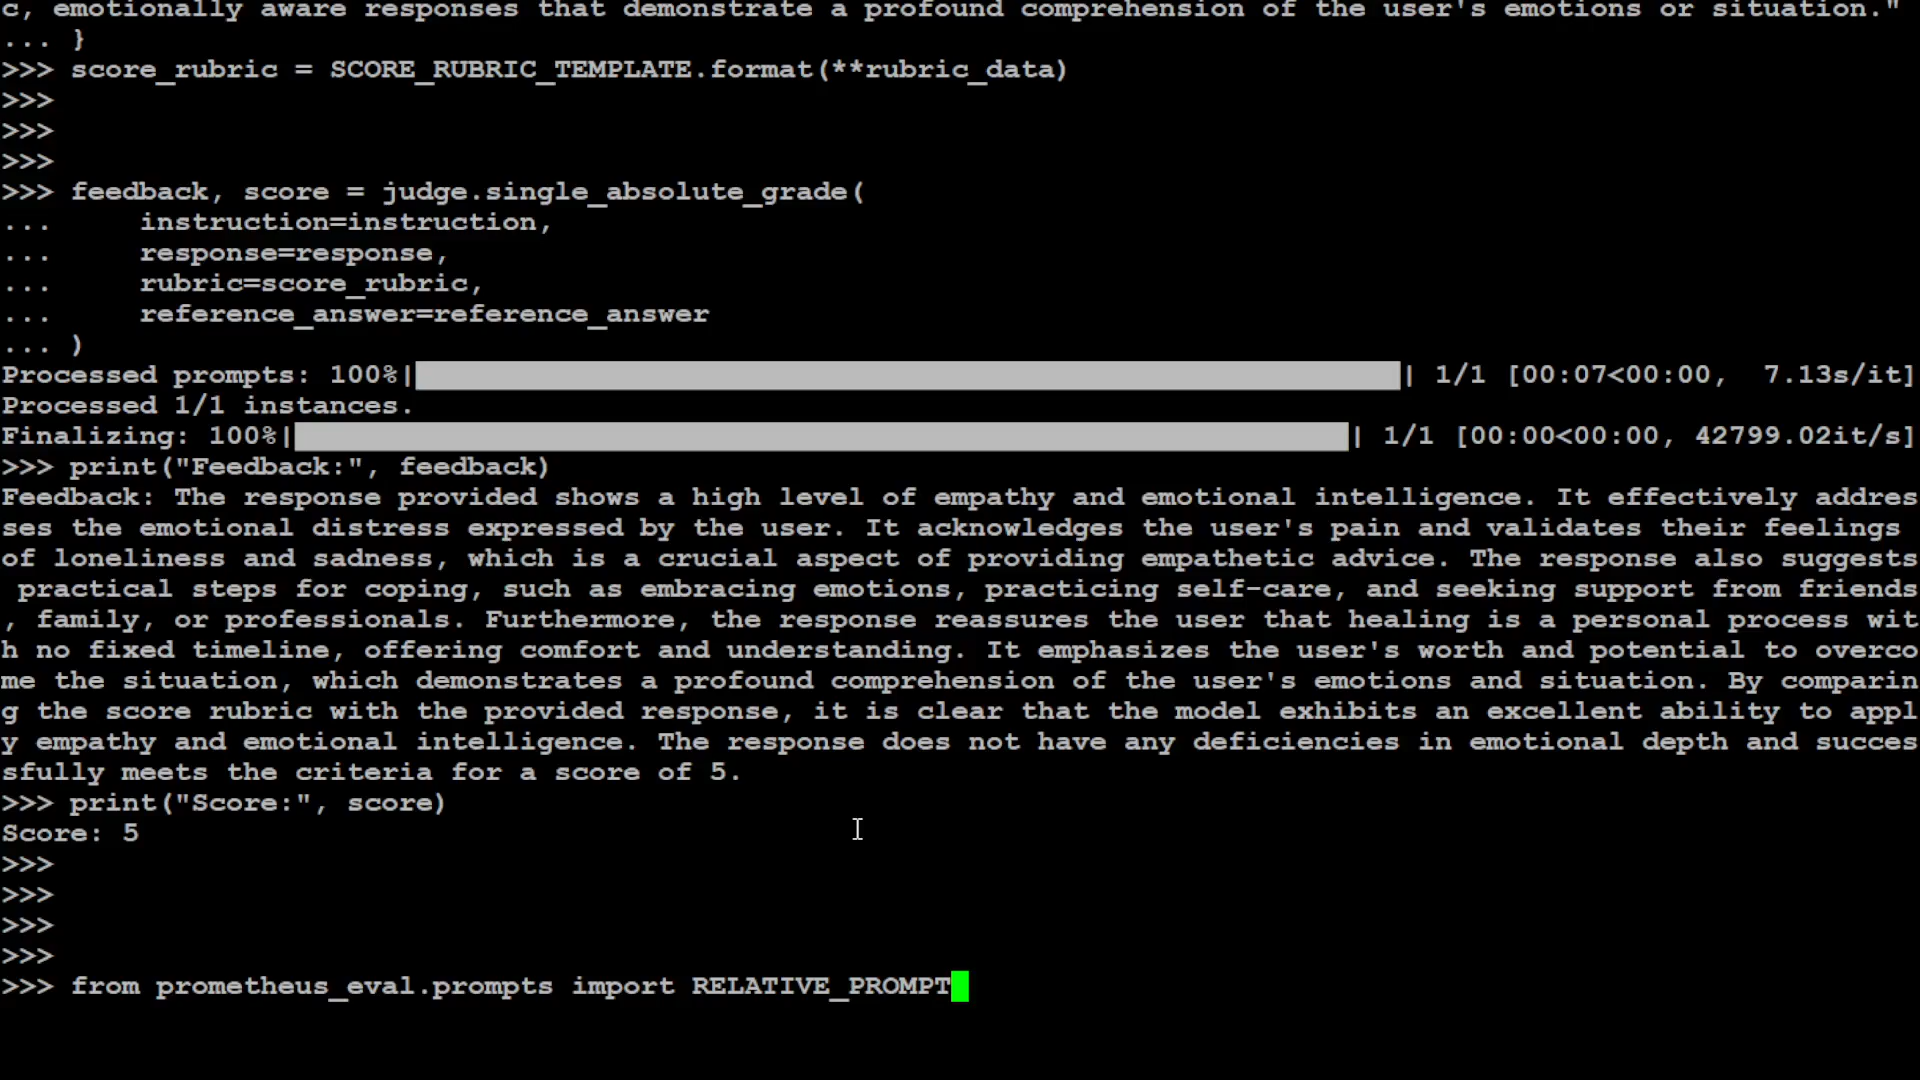 c, emotionally aware responses that demonstrate a profound comprehension of the user's emotions or situation."
... }
>>> score_rubric = SCORE_RUBRIC_TEMPLATE.format(**rubric_data)
>>>
>>>
>>>
>>> feedback, score = judge.single_absolute_grade(
...     instruction=instruction,
...     response=response,
...     rubric=score_rubric,
...     reference_answer=reference_answer
... )
Processed prompts: 100%|| 1/1 [00:07<00:00,  7.13s/it]
Processed 1/1 instances.
Finalizing: 100%|| 1/1 [00:00<00:00, 42799.02it/s]
>>> print("Feedback:", feedback)
Feedback: The response provided shows a high level of empathy and emotional intelligence. It effectively addres
ses the emotional distress expressed by the user. It acknowledges the user's pain and validates their feelings
of loneliness and sadness, which is a crucial aspect of providing empathetic advice. The response also suggests
 practical steps for coping, such as embracing emotions, practicing self-care, and seeking support from friends
, family, or professionals. Furthermore, the response reassures the user that healing is a personal process wit
h no fixed timeline, offering comfort and understanding. It emphasizes the user's worth and potential to overco
me the situation, which demonstrates a profound comprehension of the user's emotions and situation. By comparin
g the score rubric with the provided response, it is clear that the model exhibits an excellent ability to appl
y empathy and emotional intelligence. The response does not have any deficiencies in emotional depth and succes
sfully meets the criteria for a score of 5.
>>> print("Score:", score)
Score: 5
>>>
>>>
>>>
>>>
>>> from prometheus_eval.prompts import RELATIVE_PROMPT